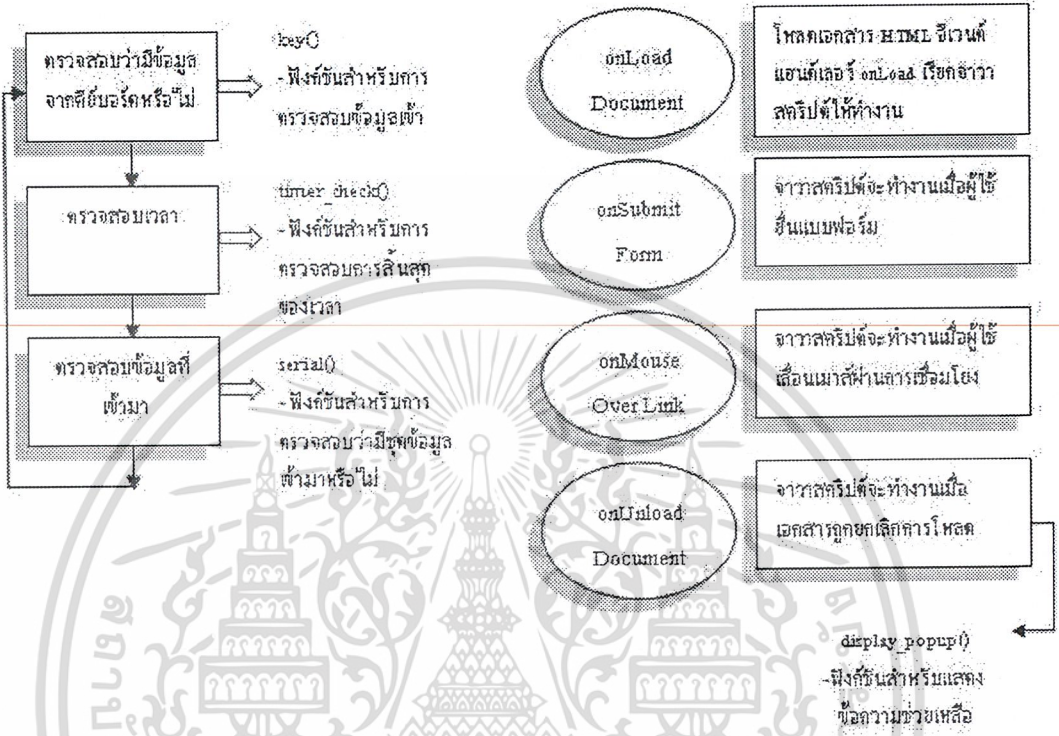 ตรวจสอบว่ามีข้อมูล
จากคีย์บอร์ดหรือไม่
key()
-ฟังก์ชันสำหรับการ
ตรวจสอบข้อมูลเข้า
ตรวจสอบเวลา
timer_check()
-ฟังก์ชันสำหรับการ
ตรวจสอบการสิ้นสุด
ของเวลา
ตรวจสอบข้อมูลที่
เข้ามา
serial()
-ฟังก์ชันสำหรับการ
ตรวจสอบว่ามีชุดข้อมูล
เข้ามาหรือไม่
onLoad
Document
โหลดเอกสาร HTML อีเวนต์
แฮนด์เลอร์ onLoad เรียกจาวา
สคริปต์ให้ทำงาน
onSubmit
Form
จาวาสคริปต์จะทำงานเมื่อผู้ใช้
ยื่นแบบฟอร์ม
onMouse
Over Link
จาวาสคริปต์จะทำงานเมื่อผู้ใช้
เลื่อนเมาส์ผ่านการเชื่อมโยง
onUnload
Document
จาวาสคริปต์จะทำงานเมื่อ
เอกสารถูกยกเลิกการโหลด
display_popup()
-ฟังก์ชันสำหรับแสดง
ข้อความช่วยเหลือ